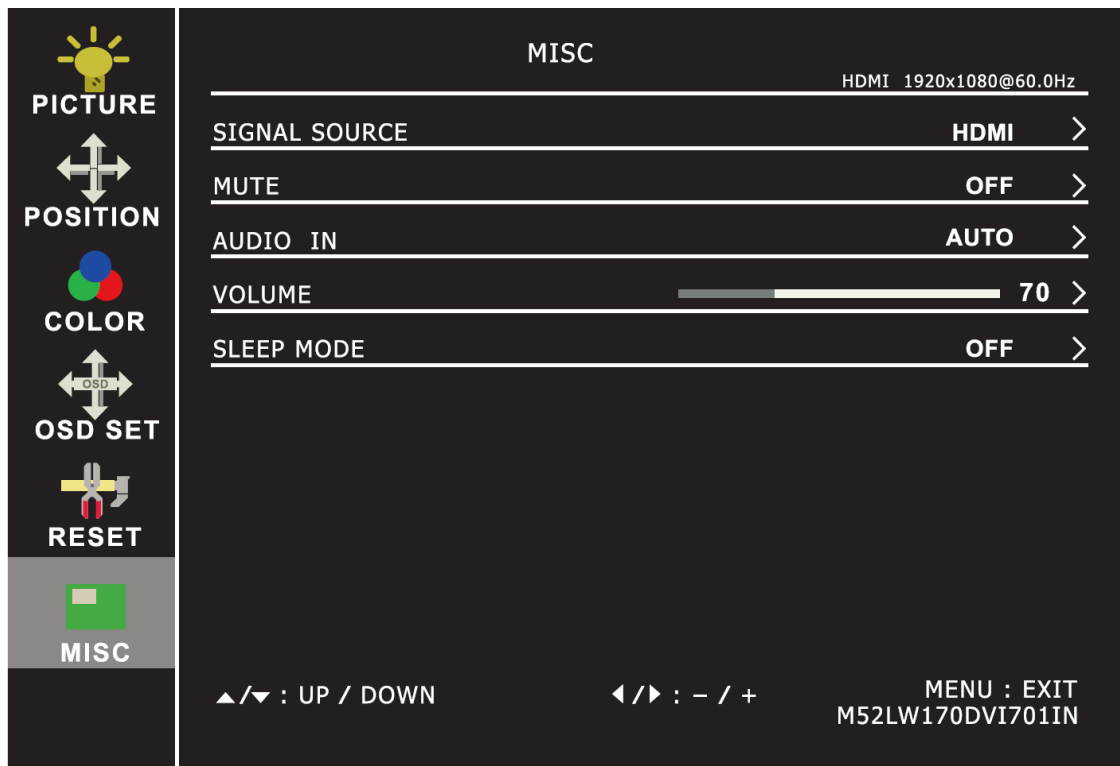 PICTURE
POSITION
COLOR
OSD
OSD SET
RESET
MISC
MISC
HDMI 1920x1080@60.0Hz
SIGNAL SOURCE HDMI >
MUTE OFF >
AUDIO IN AUTO >
VOLUME 70 >
SLEEP MODE OFF >
▲/▼ : UP / DOWN ◀/▶ : – / + MENU : EXIT
M52LW170DVI701IN